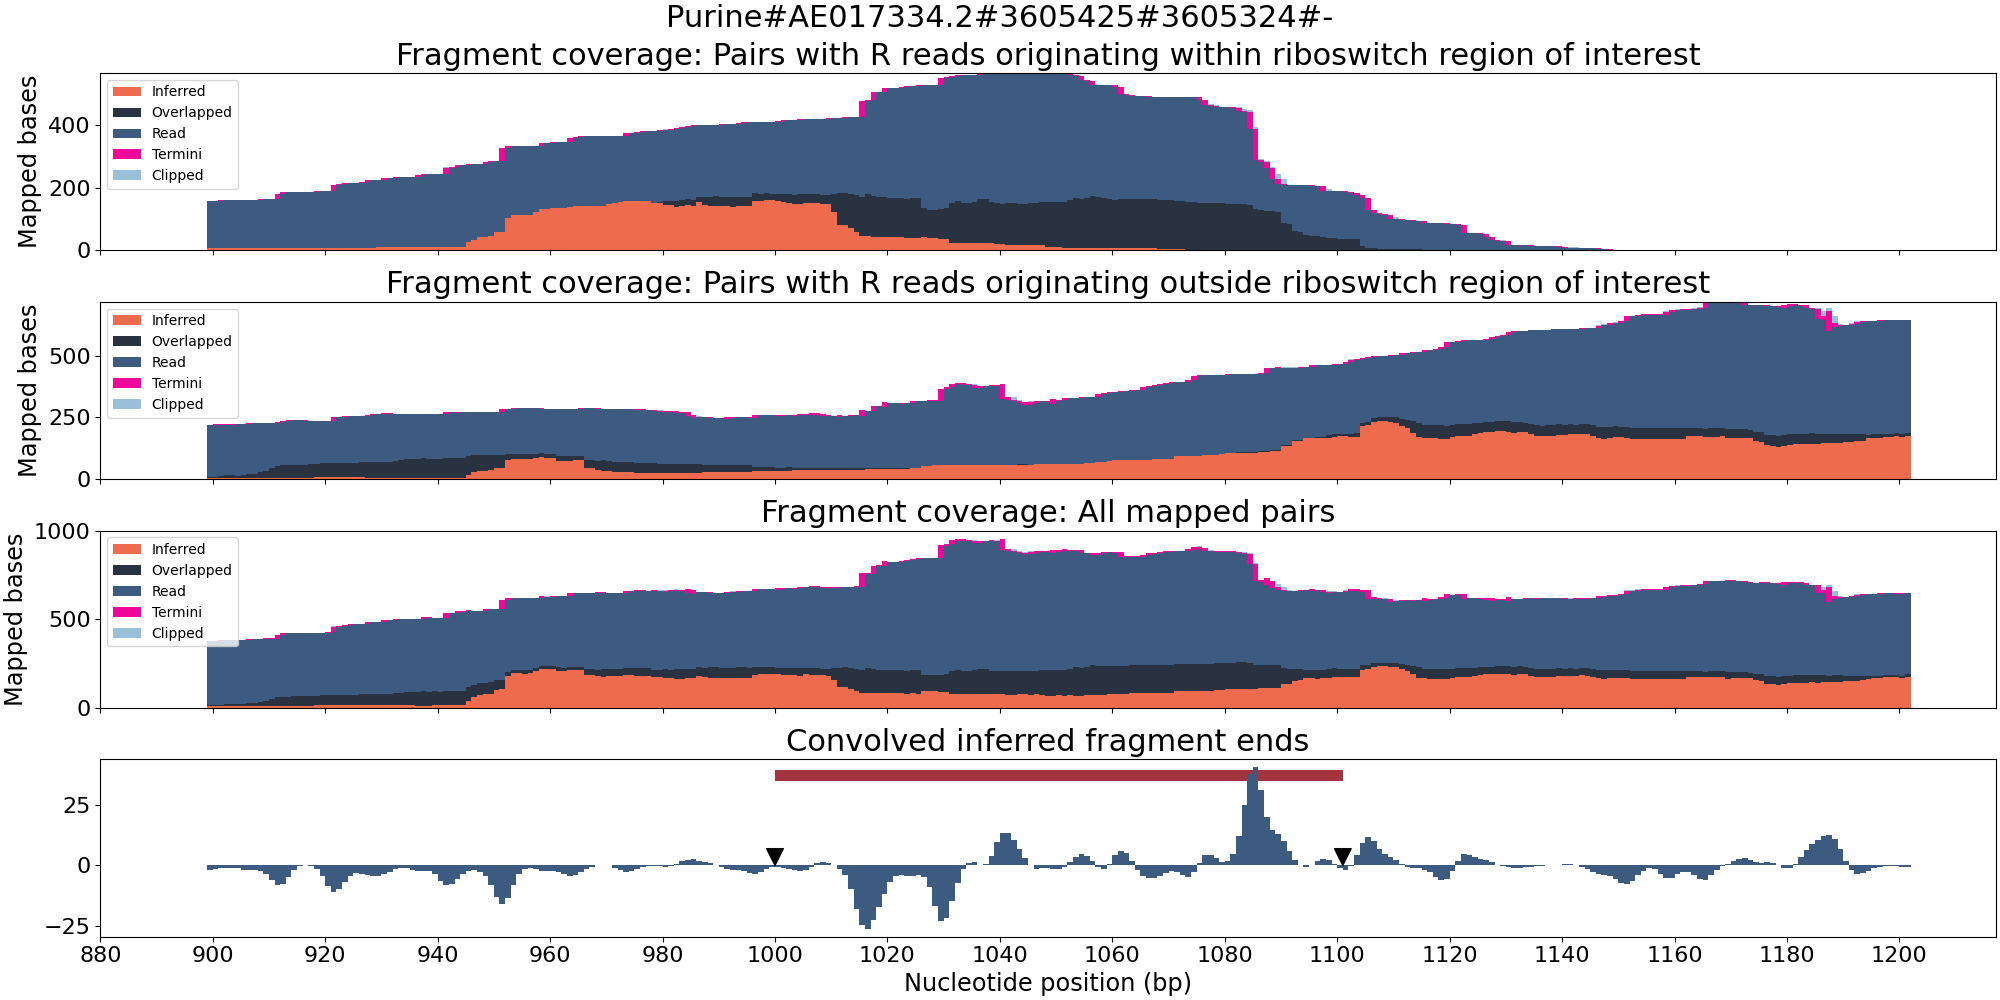 Purine#AE017334.2#3605425#3605324#-
Fragment coverage: Pairs with R reads originating within riboswitch region of interest
Mapped bases
400
200
0
Inferred
Overlapped
Read
Termini
Clipped
Fragment coverage: Pairs with R reads originating outside riboswitch region of interest
Mapped bases
500
250
0
Inferred
Overlapped
Read
Termini
Clipped
Fragment coverage: All mapped pairs
Mapped bases
1000
500
0
Inferred
Overlapped
Read
Termini
Clipped
Convolved inferred fragment ends
25
0
−25
880 900 920 940 960 980 1000 1020 1040 1060 1080 1100 1120 1140 1160 1180 1200
Nucleotide position (bp)